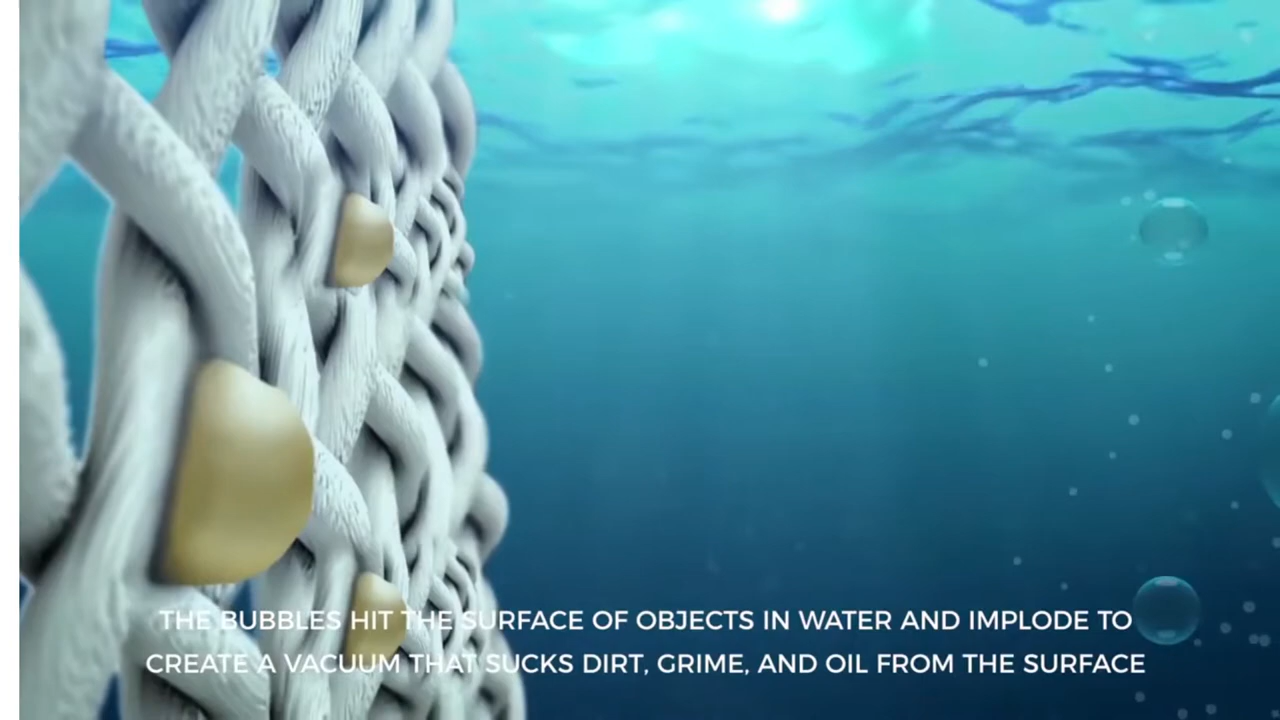 THE BUBBLES HIT THE SURFACE OF OBJECTS IN WATER AND IMPLODE TO
CREATE A VACUUM THAT SUCKS DIRT, GRIME, AND OIL FROM THE SURFACE